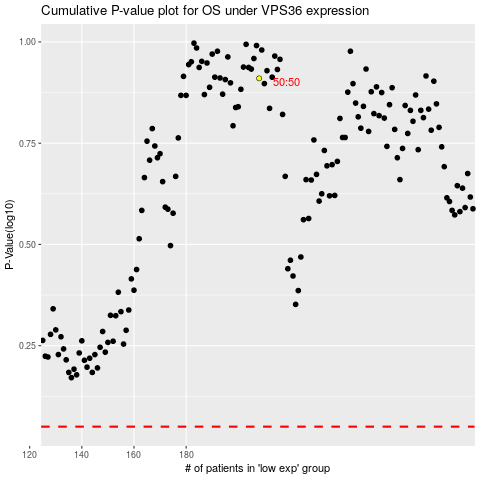 Cumulative P-value plot for OS under VPS36 expression
1.00
0.75
0.50
0.25
P-Value(log10)
50:50
120 140 160 180
# of patients in 'low exp' group